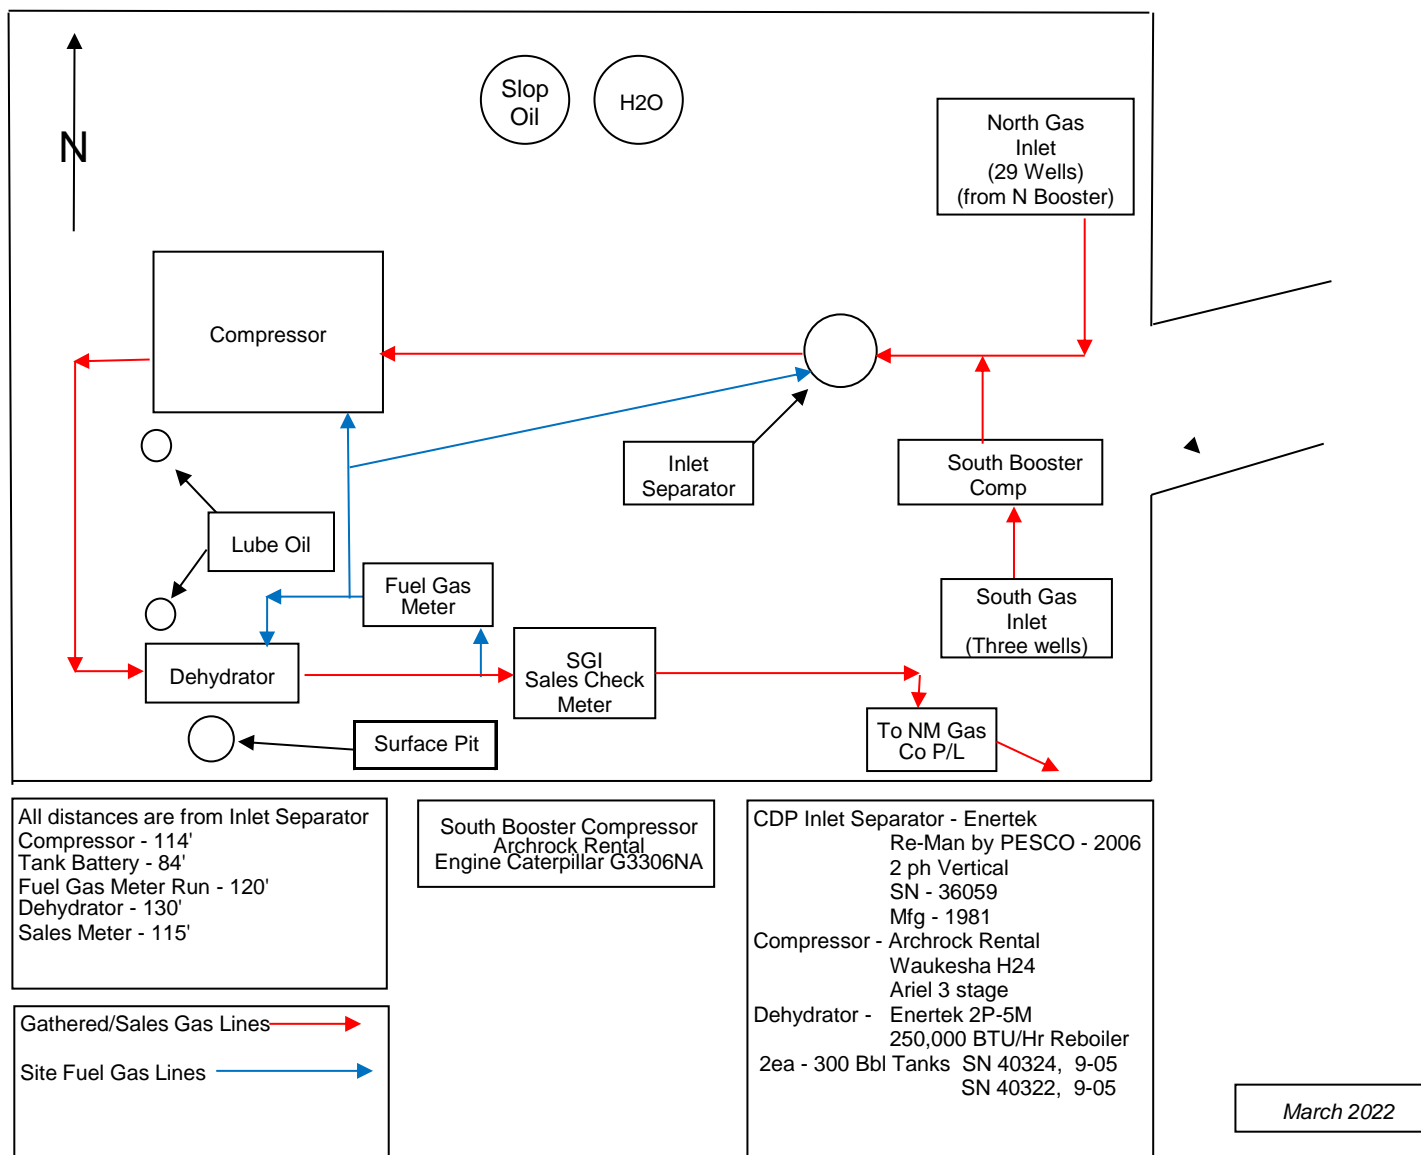 Slop
Oil
H2O
N
North Gas
Inlet
(29 Wells)
(from N Booster)
Compressor
Inlet
Separator
South Booster
Comp
Lube Oil
Fuel Gas
Meter
South Gas
Inlet
(Three wells)
Dehydrator
SGI
Sales Check
Meter
Surface Pit
To NM Gas
Co P/L
All distances are from Inlet Separator
Compressor - 114'
Tank Battery - 84'
Fuel Gas Meter Run - 120'
Dehydrator - 130'
Sales Meter - 115'
South Booster Compressor
Archrock Rental
Engine Caterpillar G3306NA
CDP Inlet Separator - Enertek
Re-Man by PESCO - 2006
2 ph Vertical
SN - 36059
Mfg - 1981
Compressor - Archrock Rental
Waukesha H24
Ariel 3 stage
Dehydrator - Enertek 2P-5M
250,000 BTU/Hr Reboiler
2ea - 300 Bbl Tanks SN 40324, 9-05
SN 40322, 9-05
Gathered/Sales Gas Lines
Site Fuel Gas Lines
March 2022